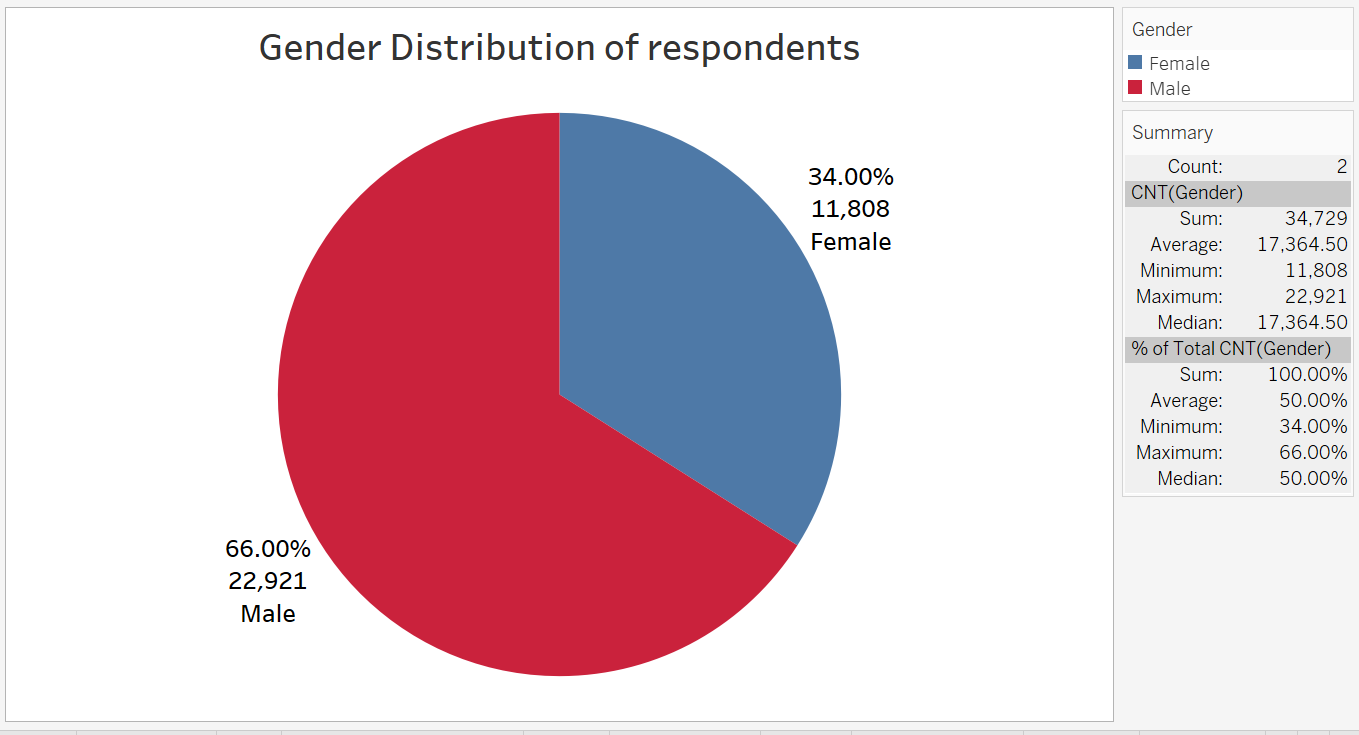 Gender Distribution of respondents
34.00%
11,808
Female
66.00%
22,921
Male
Gender
Female
Male
Summary
Count: 2
CNT(Gender)
Sum: 34,729
Average: 17,364.50
Minimum: 11,808
Maximum: 22,921
Median: 17,364.50
% of Total CNT(Gender)
Sum: 100.00%
Average: 50.00%
Minimum: 34.00%
Maximum: 66.00%
Median: 50.00%